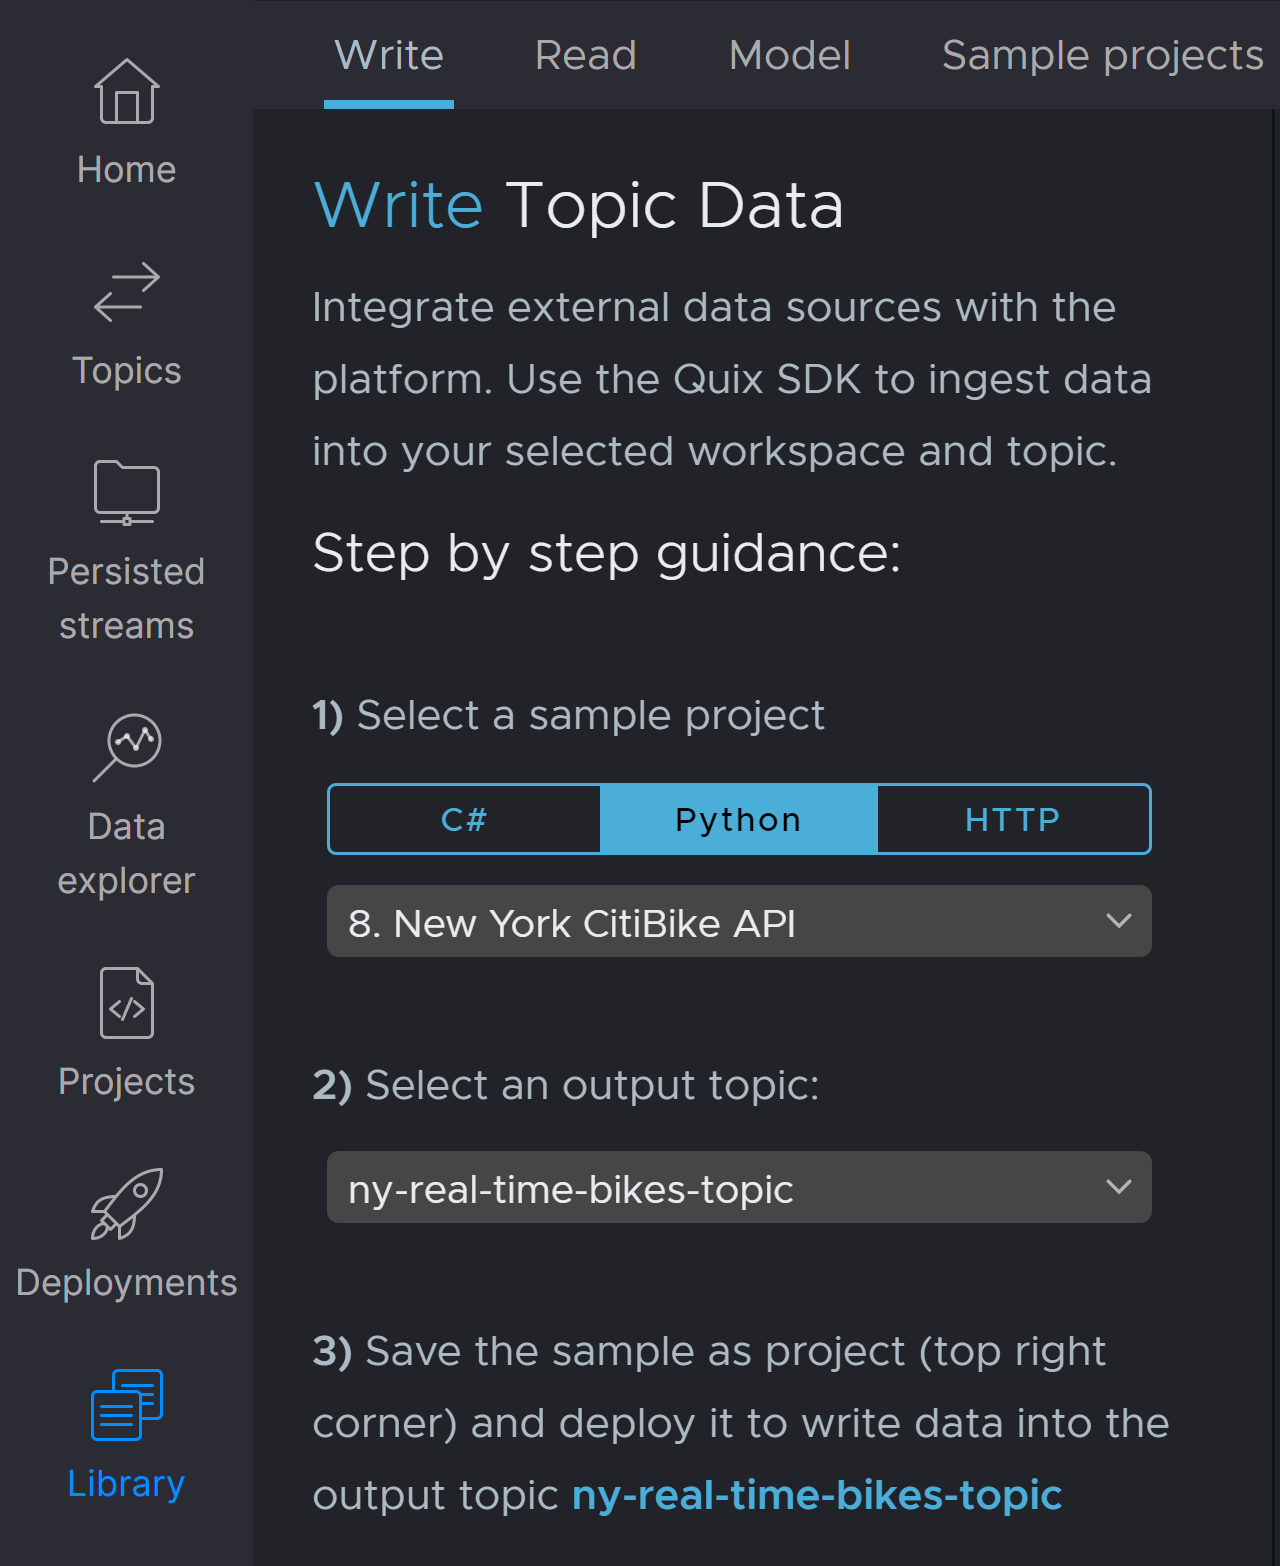 Home
Topics
Persisted
streams
Data
explorer
Projects
Deployments
Library
Write Read Model Sample projects
Write Topic Data
Integrate external data sources with the
platform. Use the Quix SDK to ingest data
into your selected workspace and topic.
Step by step guidance:
1) Select a sample project
C# Python HTTP
8. New York CitiBike API
2) Select an output topic:
ny-real-time-bikes-topic
3) Save the sample as project (top right
corner) and deploy it to write data into the
output topic ny-real-time-bikes-topic